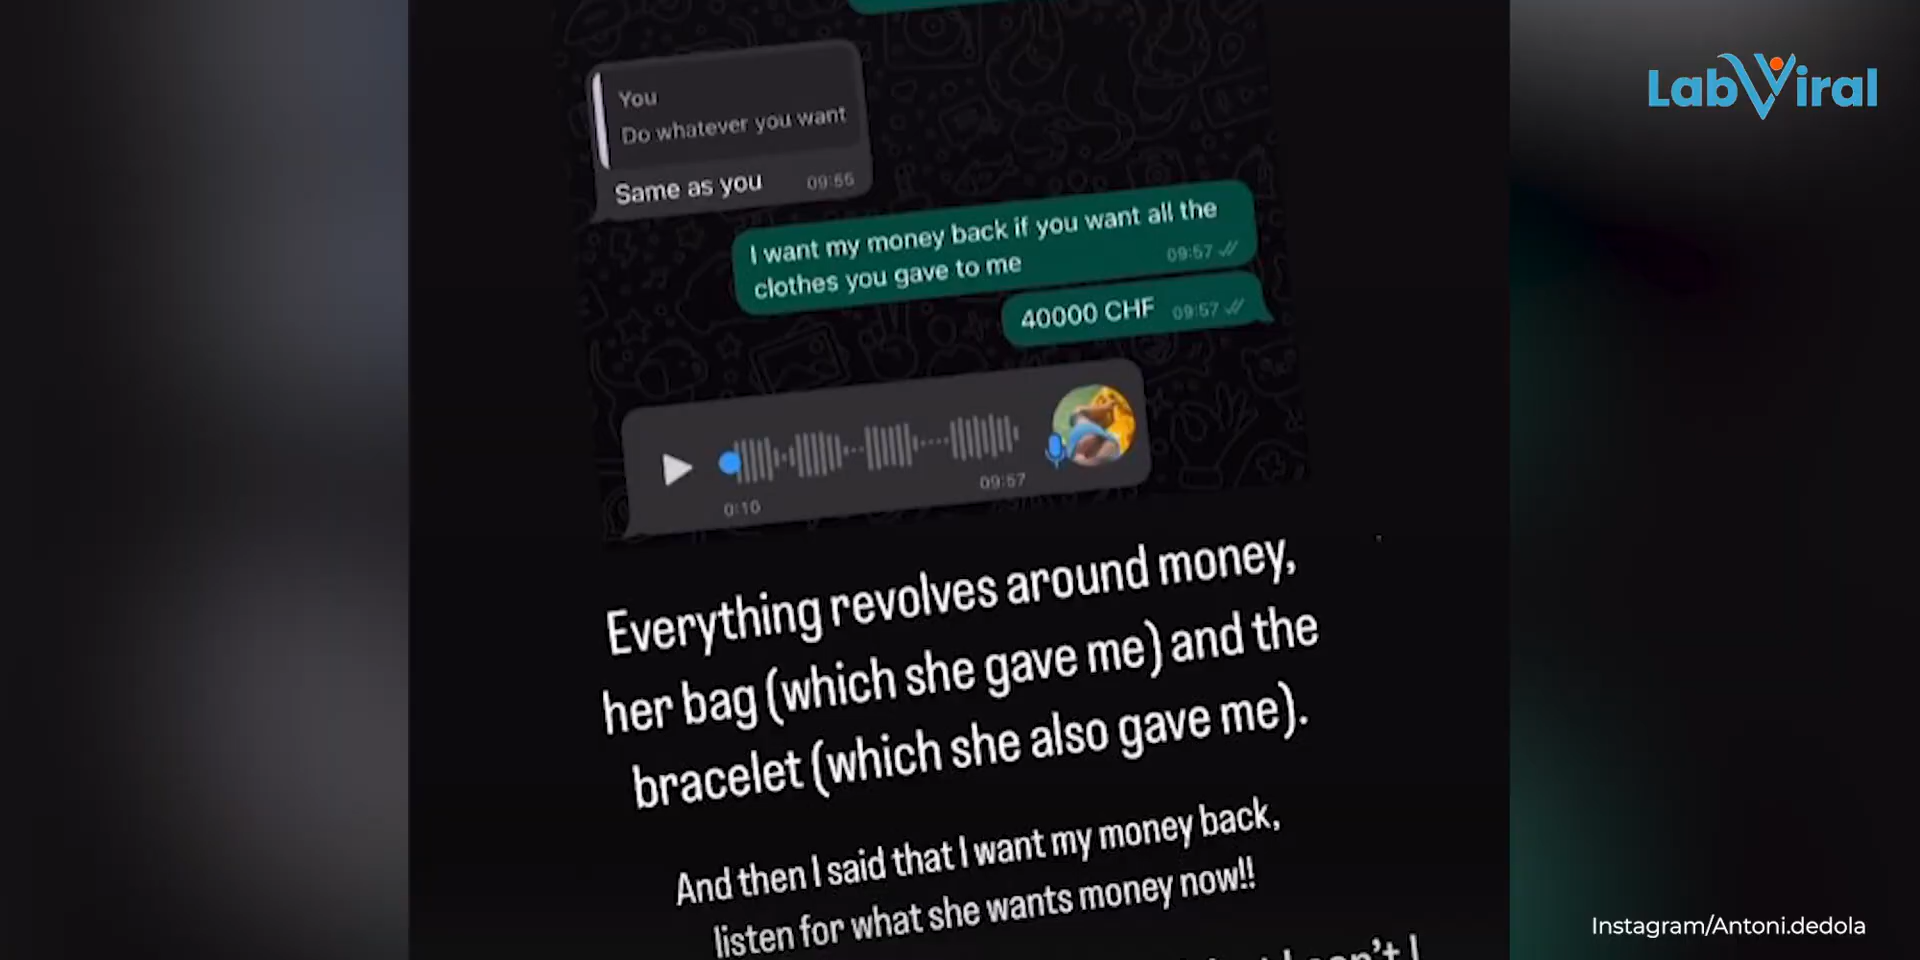 LabViral
You
Do whatever you want
Same as you 09:56
I want my money back if you want all the
clothes you gave to me 09:57
40000 CHF 09:57
0:10 09:57
Everything revolves around money,
her bag (which she gave me) and the
bracelet (which she also gave me).
And then I said that I want my money back,
listen for what she wants money now!!
Instagram/Antoni.dedola